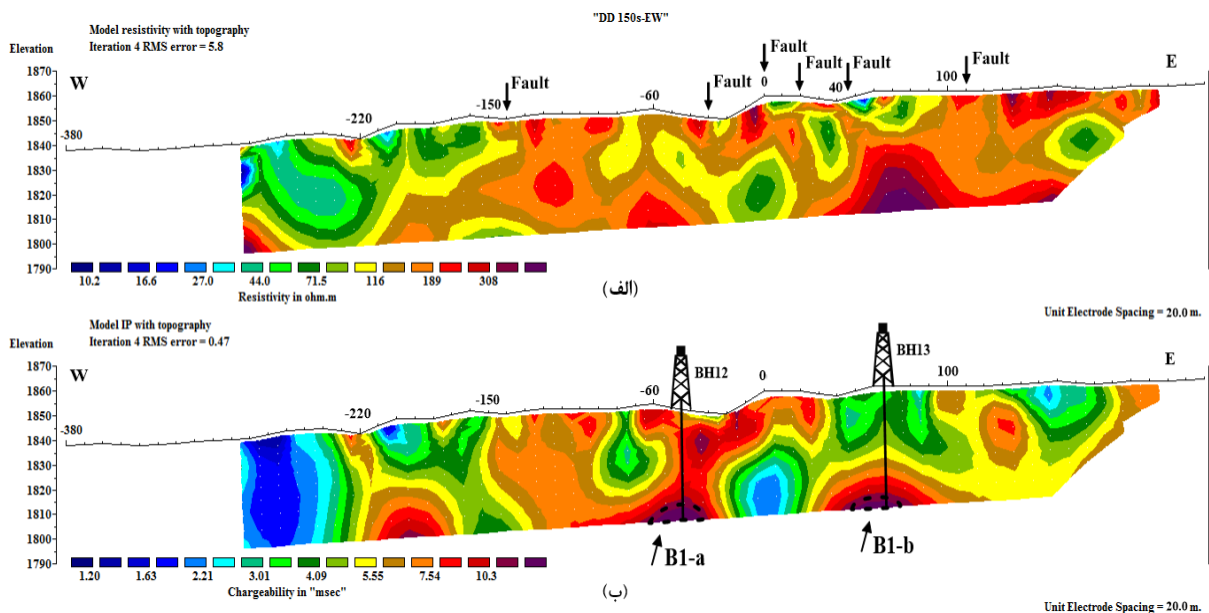 "DD 150s-EW"
Model resistivity with topography
Iteration 4 RMS error = 5.8
Elevation
W
E
Fault
Fault
Fault
Fault
Fault
Fault
-380
-220
-150
-60
0
40
100
1870
1860
1850
1840
1830
1820
1810
1800
1790
10.2 16.6 27.0 44.0 71.5 116 189 308
Resistivity in ohm.m
(الف)
Unit Electrode Spacing = 20.0 m.
Model IP with topography
Iteration 4 RMS error = 0.47
Elevation
W
E
BH12
BH13
-380
-220
-150
-60
0
100
1870
1860
1850
1840
1830
1820
1810
1800
1790
B1-a
B1-b
1.20 1.63 2.21 3.01 4.09 5.55 7.54 10.3
Chargeability in "msec"
(ب)
Unit Electrode Spacing = 20.0 m.